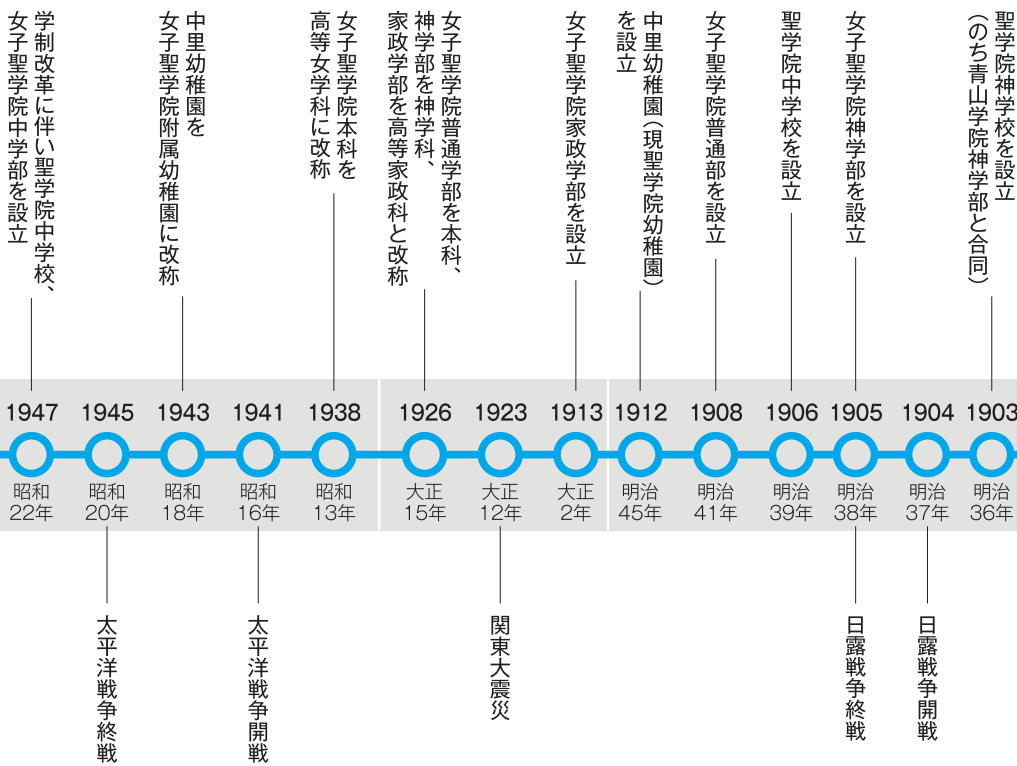 聖学院神学校を設立
(のち青山学院神学部と合同)
女子聖学院神学部を設立
聖学院中学校を設立
女子聖学院普通部を設立
中里幼稚園(現聖学院幼稚園)
を設立
女子聖学院家政学部を設立
女子聖学院普通学部を本科、
神学部を神学科、
家政学部を高等家政科と改称
女子聖学院本科を
高等女学科に改称
中里幼稚園を
女子聖学院附属幼稚園に改称
学制改革に伴い聖学院中学校、
女子聖学院中学部を設立
1903
明治
36年
1904
明治
37年
1905
明治
38年
1906
明治
39年
1908
明治
41年
1912
明治
45年
1913
大正
2年
1923
大正
12年
1926
大正
15年
1938
昭和
13年
1941
昭和
16年
1943
昭和
18年
1945
昭和
20年
1947
昭和
22年
日露戦争開戦
日露戦争終戦
関東大震災
太平洋戦争開戦
太平洋戦争終戦